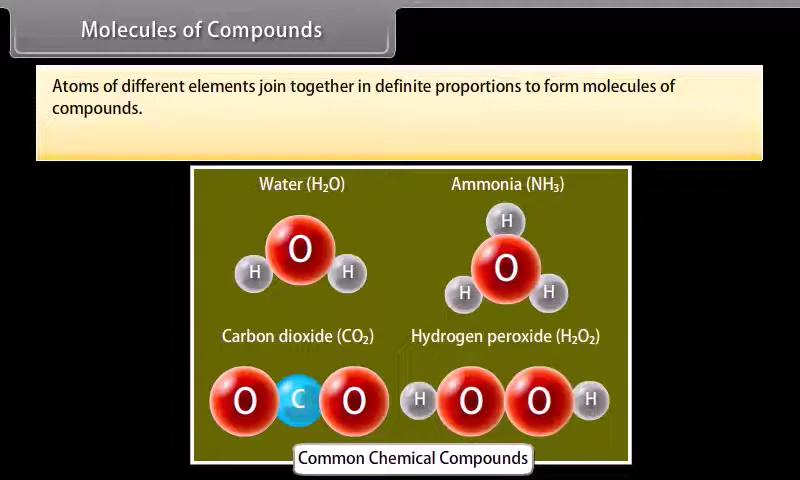 Molecules of Compounds
Atoms of different elements join together in definite proportions to form molecules of
compounds.
Water (H₂O)
Ammonia (NH₃)
H
O
H
H
O
H
H
Carbon dioxide (CO₂)
Hydrogen peroxide (H₂O₂)
O C O
H O O H
Common Chemical Compounds